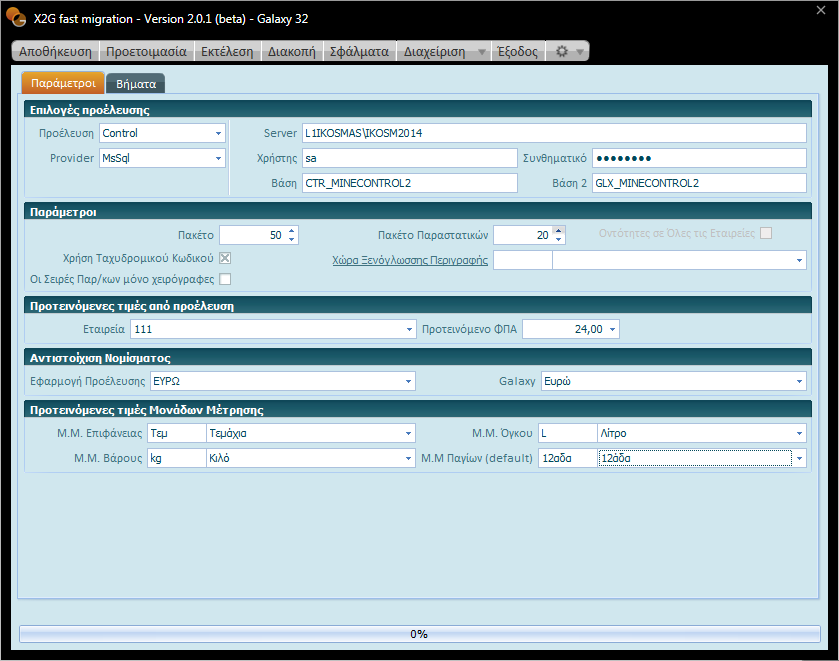 X2G fast migration - Version 2.0.1 (beta) - Galaxy 32
Αποθήκευση Προετοιμασία Εκτέλεση Διακοπή Σφάλματα Διαχείριση Έξοδος
Παράμετροι Βήματα
Επιλογές προέλευσης
Προέλευση Control Server L1IKOSMAS\IKOSM2014
Provider MsSql Χρήστης sa Συνθηματικό ●●●●●●●●
Βάση CTR_MINECONTROL2 Βάση 2 GLX_MINECONTROL2
Παράμετροι
Πακέτο 50 Πακέτο Παραστατικών 20 Οντότητες σε Όλες τις Εταιρείες
Χρήση Ταχυδρομικού Κωδικού Χώρα Ξενόγλωσσης Περιγραφής
Οι Σειρές Παρ/κων μόνο χειρόγραφες
Προτεινόμενες τιμές από προέλευση
Εταιρεία 111 Προτεινόμενο ΦΠΑ 24,00
Αντιστοίχιση Νομίσματος
Εφαρμογή Προέλευσης ΕΥΡΩ Galaxy Ευρώ
Προτεινόμενες τιμές Μονάδων Μέτρησης
Μ.Μ. Επιφάνειας Τεμ Τεμάχια Μ.Μ. Όγκου L Λίτρο
Μ.Μ. Βάρους kg Κιλό Μ.Μ Παγίων (default) 12αδα 12άδα
0%